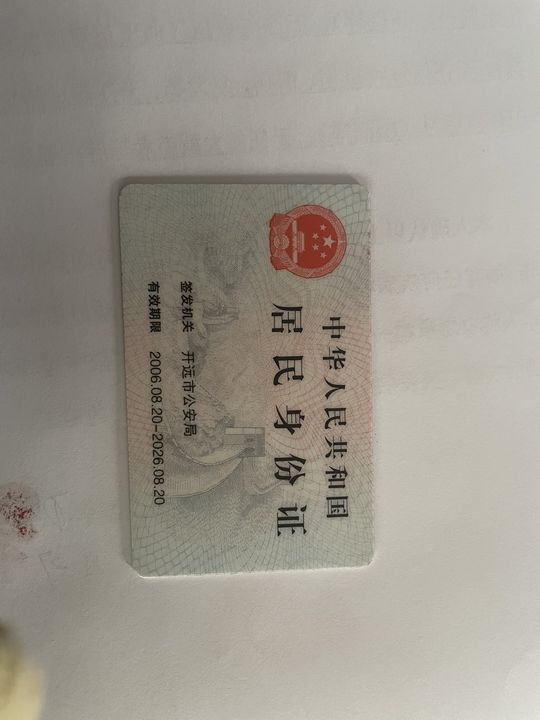 中华人民共和国
居民身份证
签发机关 开远市公安局
有效期限 2006.08.20-2026.08.20